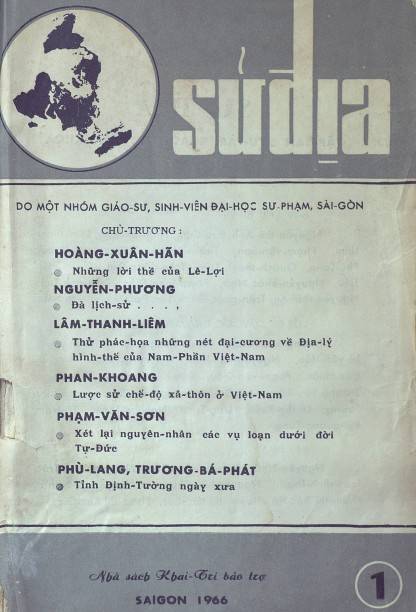 sửđịa
DO MỘT NHÓM GIÁO-SƯ, SINH-VIÊN ĐẠI-HỌC SƯ-PHẠM, SÀI-GÒN
CHỦ-TRƯƠNG :
HOÀNG-XUÂN-HÃN
Những lời thề của Lê-Lợi
NGUYỄN-PHƯƠNG
Đà lịch-sử . . . .
LÂM-THANH-LIÊM
Thử phác-họa những nét đại-cương về Địa-lý
hình-thể của Nam-Phần Việt-Nam
PHAN-KHOANG
Lược sử chế-độ xã-thôn ở Việt-Nam
PHẠM-VĂN-SƠN
Xét lại nguyên-nhân các vụ loạn dưới đời
Tự-Đức
PHÙ-LANG, TRƯƠNG-BÁ-PHÁT
Tỉnh Định-Tường ngày xưa
Nhà sách Khai-Trí bảo trợ
SAIGON 1966
1